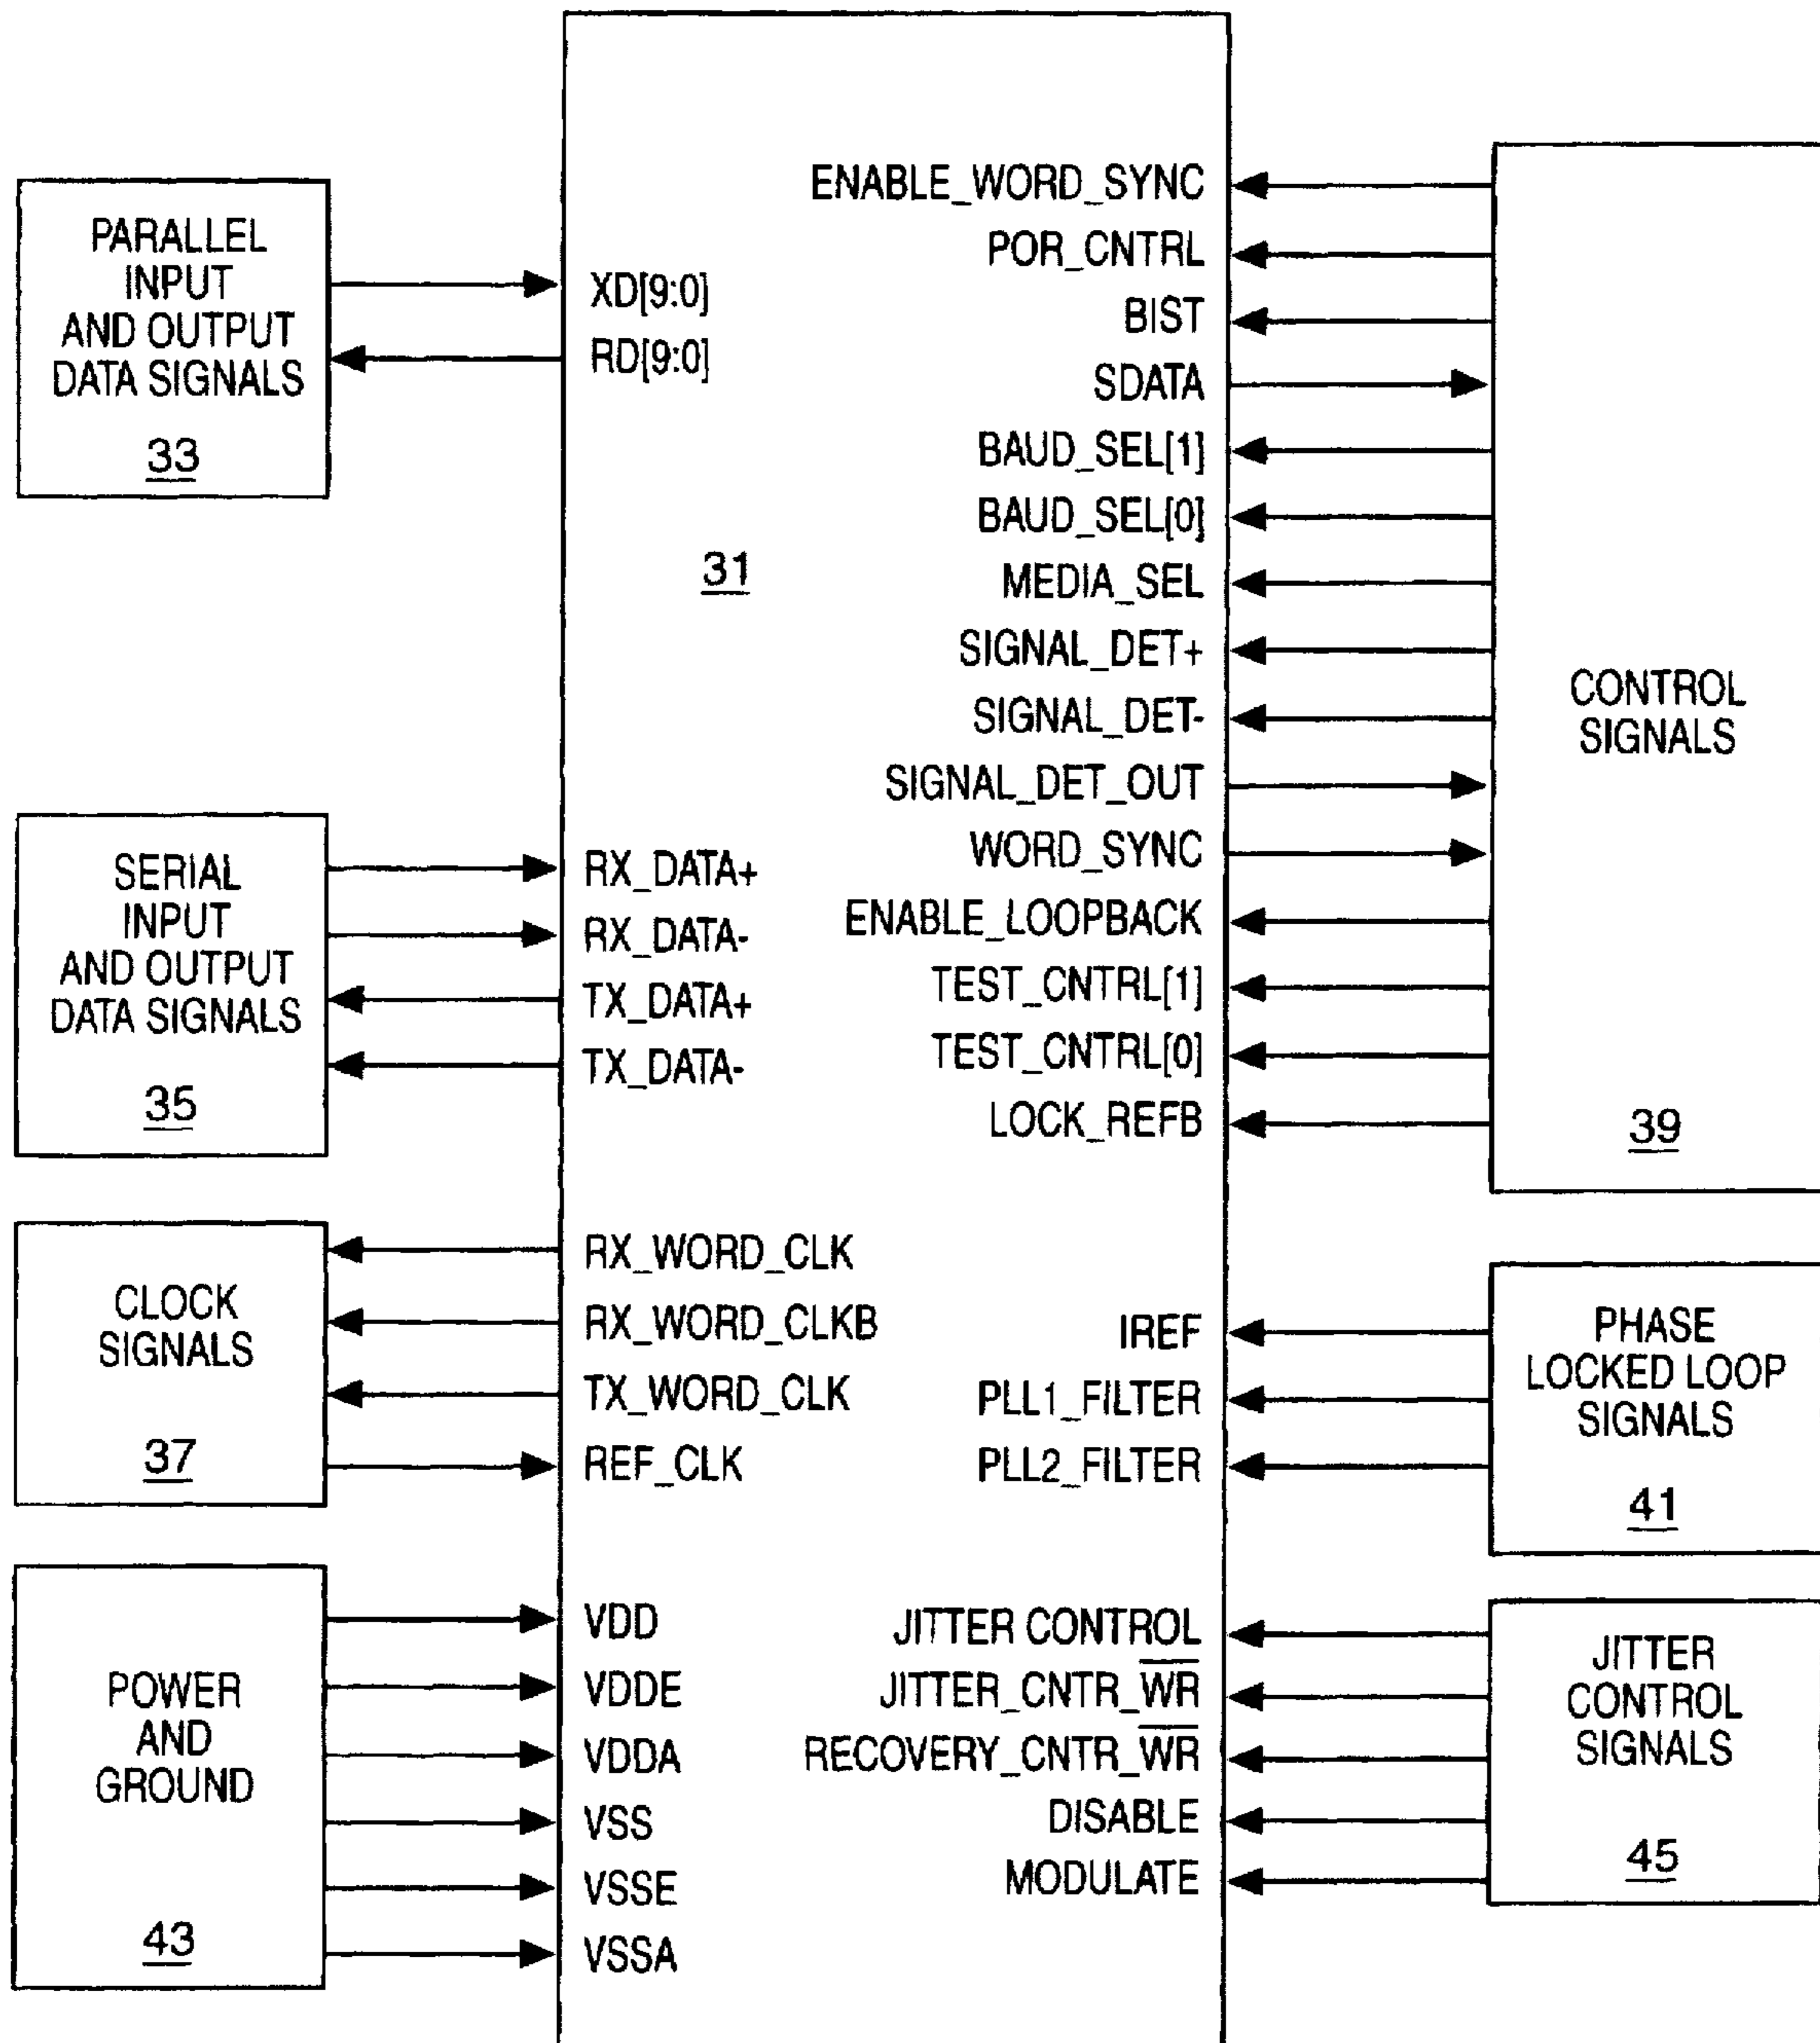 PARALLEL
INPUT
AND OUTPUT
DATA SIGNALS
33
SERIAL
INPUT
AND OUTPUT
DATA SIGNALS
35
CLOCK
SIGNALS
37
POWER
AND
GROUND
43
XD[9:0]
RD[9:0]
31
RX_DATA+
RX_DATA-
TX_DATA+
TX_DATA-
RX_WORD_CLK
RX_WORD_CLKB
TX_WORD_CLK
REF_CLK
VDD
VDDE
VDDA
VSS
VSSE
VSSA
ENABLE_WORD_SYNC
POR_CNTRL
BIST
SDATA
BAUD_SEL[1]
BAUD_SEL[0]
MEDIA_SEL
SIGNAL_DET+
SIGNAL_DET-
SIGNAL_DET_OUT
WORD_SYNC
ENABLE_LOOPBACK
TEST_CNTRL[1]
TEST_CNTRL[0]
LOCK_REFB
IREF
PLL1_FILTER
PLL2_FILTER
JITTER CONTROL
JITTER_CNTR_W̅R̅
RECOVERY_CNTR_W̅R̅
DISABLE
MODULATE
CONTROL
SIGNALS
39
PHASE
LOCKED LOOP
SIGNALS
41
JITTER
CONTROL
SIGNALS
45